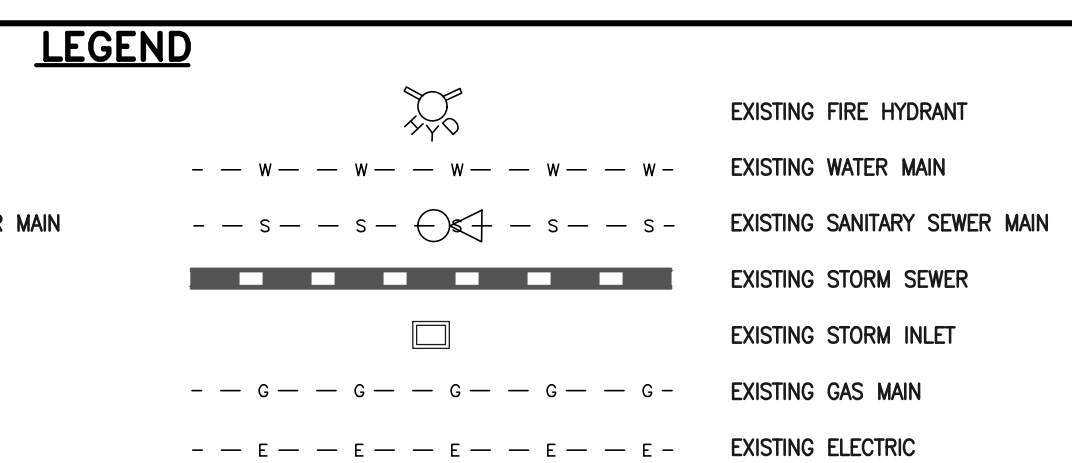 LEGEND
HYD
EXISTING FIRE HYDRANT
W W W W W
EXISTING WATER MAIN
MAIN
S S S S S
EXISTING SANITARY SEWER MAIN
EXISTING STORM SEWER
EXISTING STORM INLET
G G G G G
EXISTING GAS MAIN
E E E E E
EXISTING ELECTRIC